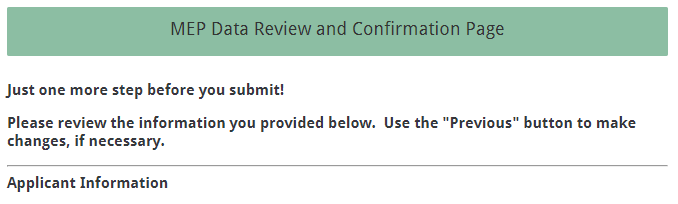 MEP Data Review and Confirmation Page
Just one more step before you submit!
Please review the information you provided below.  Use the "Previous" button to make
changes, if necessary.
Applicant Information